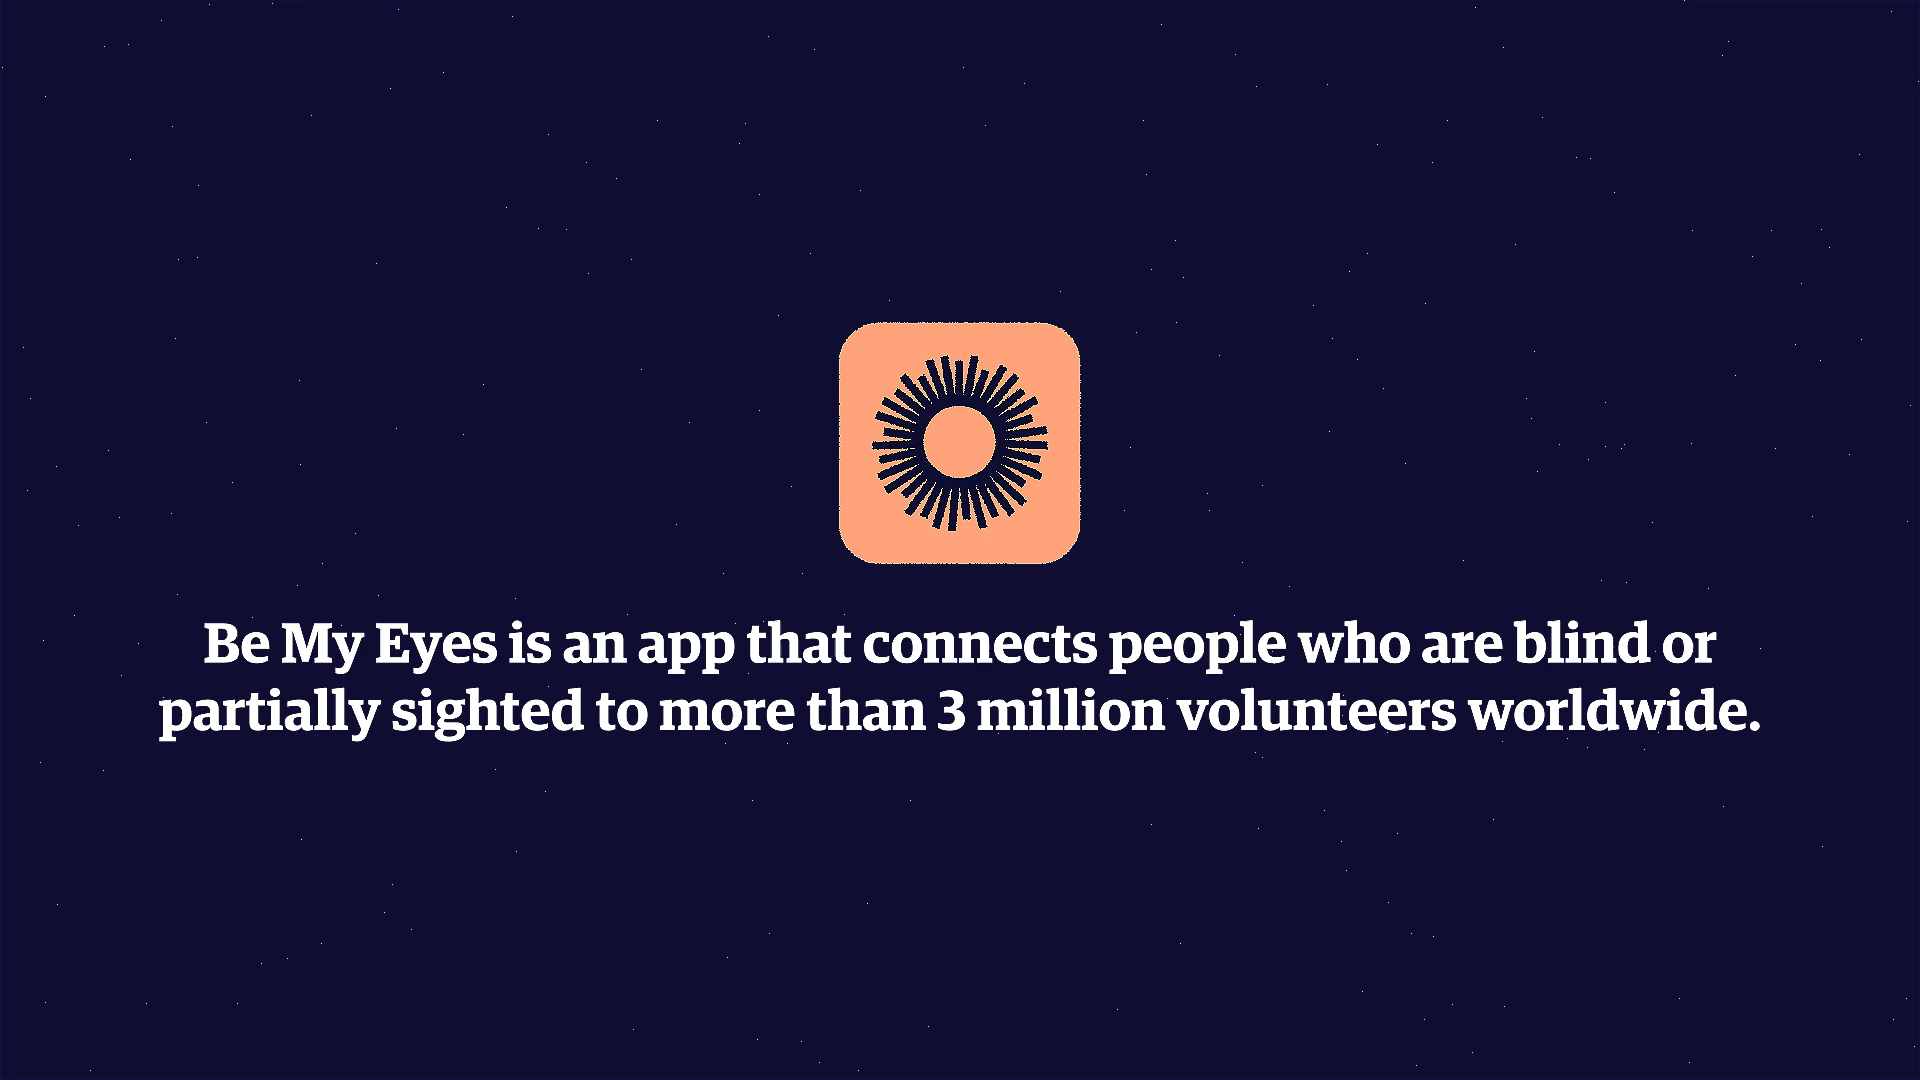 Be My Eyes is an app that connects people who are blind or
partially sighted to more than 3 million volunteers worldwide.